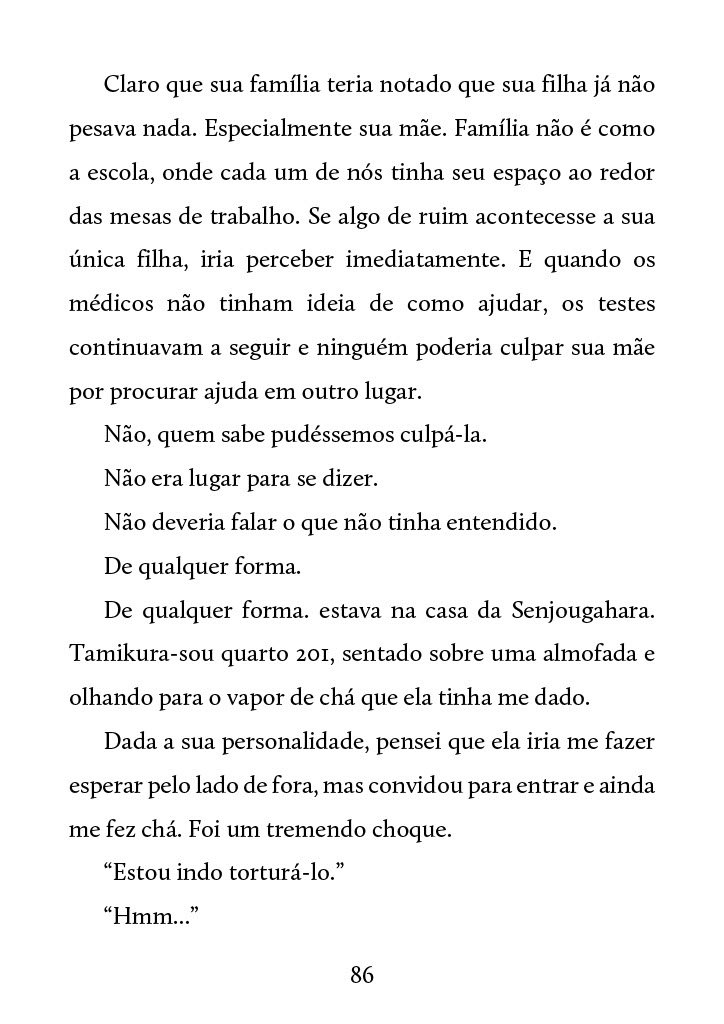 Claro que sua família teria notado que sua filha já não
pesava nada. Especialmente sua mãe. Família não é como
a escola, onde cada um de nós tinha seu espaço ao redor
das mesas de trabalho. Se algo de ruim acontecesse a sua
única filha, iria perceber imediatamente. E quando os
médicos não tinham ideia de como ajudar, os testes
continuavam a seguir e ninguém poderia culpar sua mãe
por procurar ajuda em outro lugar.
Não, quem sabe pudéssemos culpá-la.
Não era lugar para se dizer.
Não deveria falar o que não tinha entendido.
De qualquer forma.
De qualquer forma. estava na casa da Senjougahara.
Tamikura-sou quarto 201, sentado sobre uma almofada e
olhando para o vapor de chá que ela tinha me dado.
Dada a sua personalidade, pensei que ela iria me fazer
esperar pelo lado de fora, mas convidou para entrar e ainda
me fez chá. Foi um tremendo choque.
“Estou indo torturá-lo.”
“Hmm...”
86